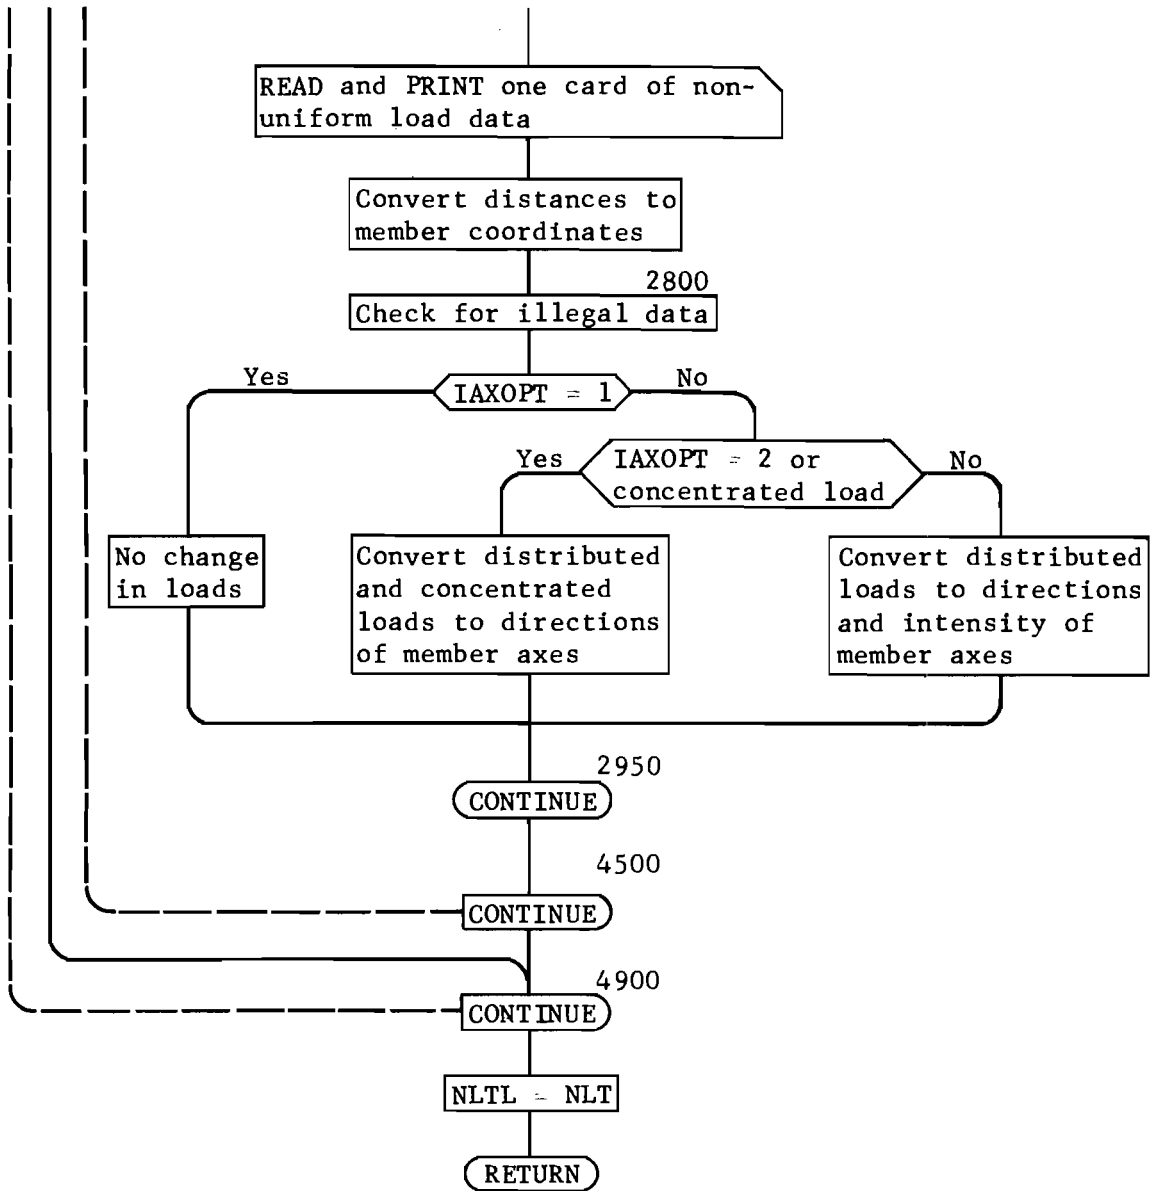 READ and PRINT one card of non-
uniform load data
Convert distances to
member coordinates
2800
Check for illegal data
Yes
IAXOPT = 1
No
Yes
IAXOPT = 2 or
concentrated load
No
No change
in loads
Convert distributed
and concentrated
loads to directions
of member axes
Convert distributed
loads to directions
and intensity of
member axes
2950
CONTINUE
4500
CONTINUE
4900
CONTINUE
NLTL = NLT
RETURN